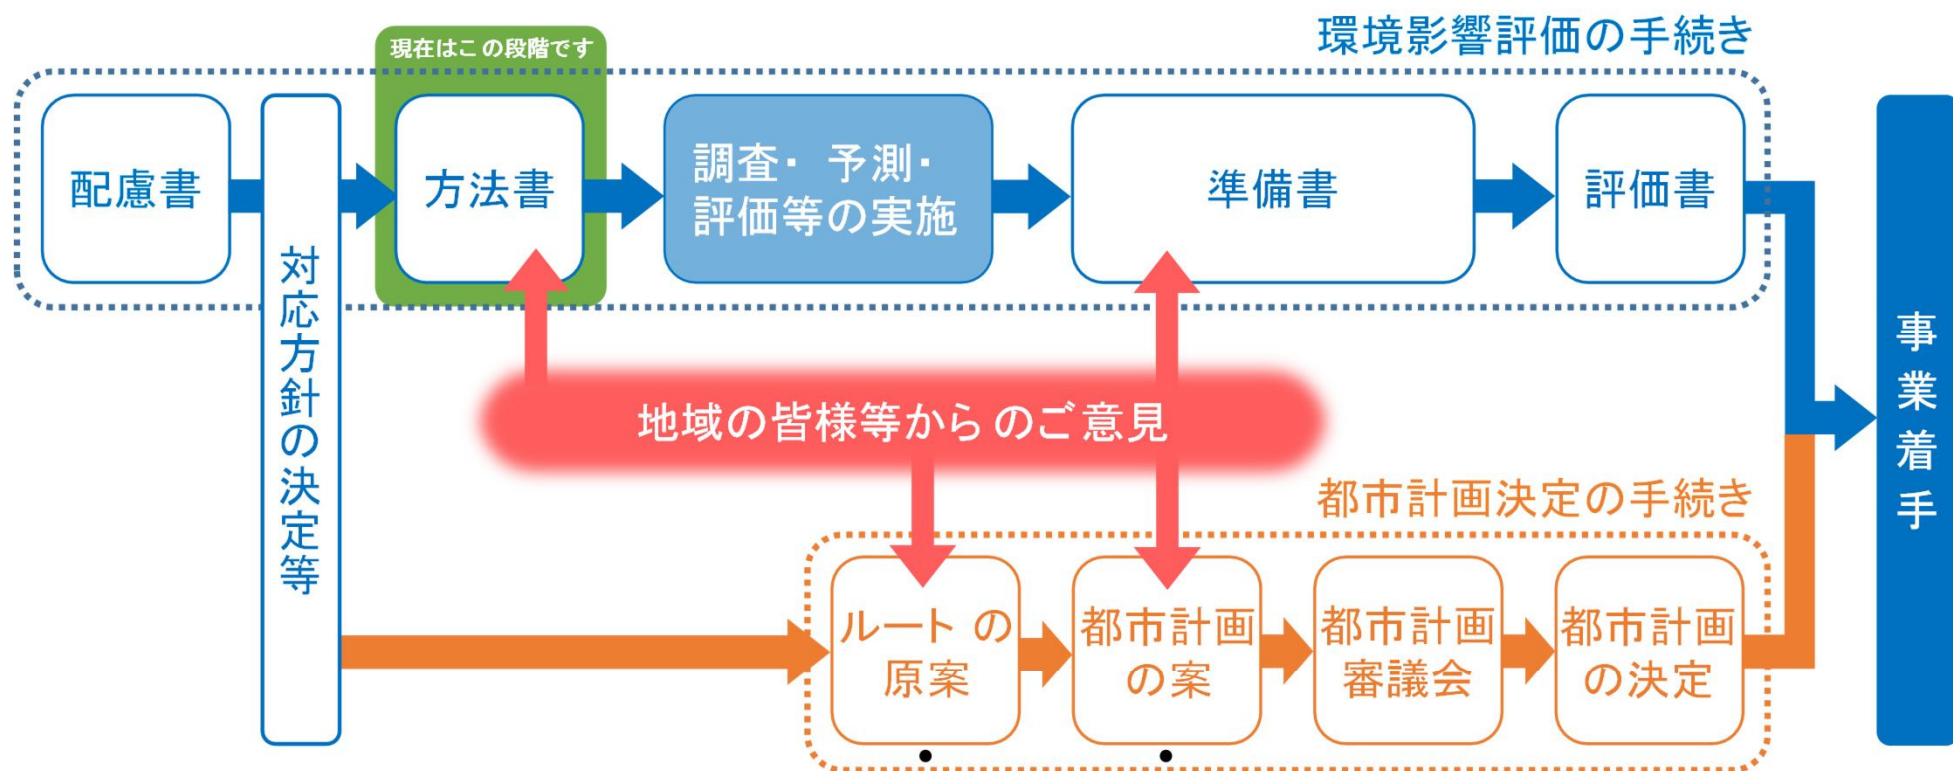 環境影響評価の手続き
現在はこの段階です
配慮書
対応方針の決定等
方法書
調査・予測・
評価等の実施
準備書
評価書
地域の皆様等からのご意見
都市計画決定の手続き
ルートの
原案
都市計画
の案
都市計画
審議会
都市計画
の決定
事業着手